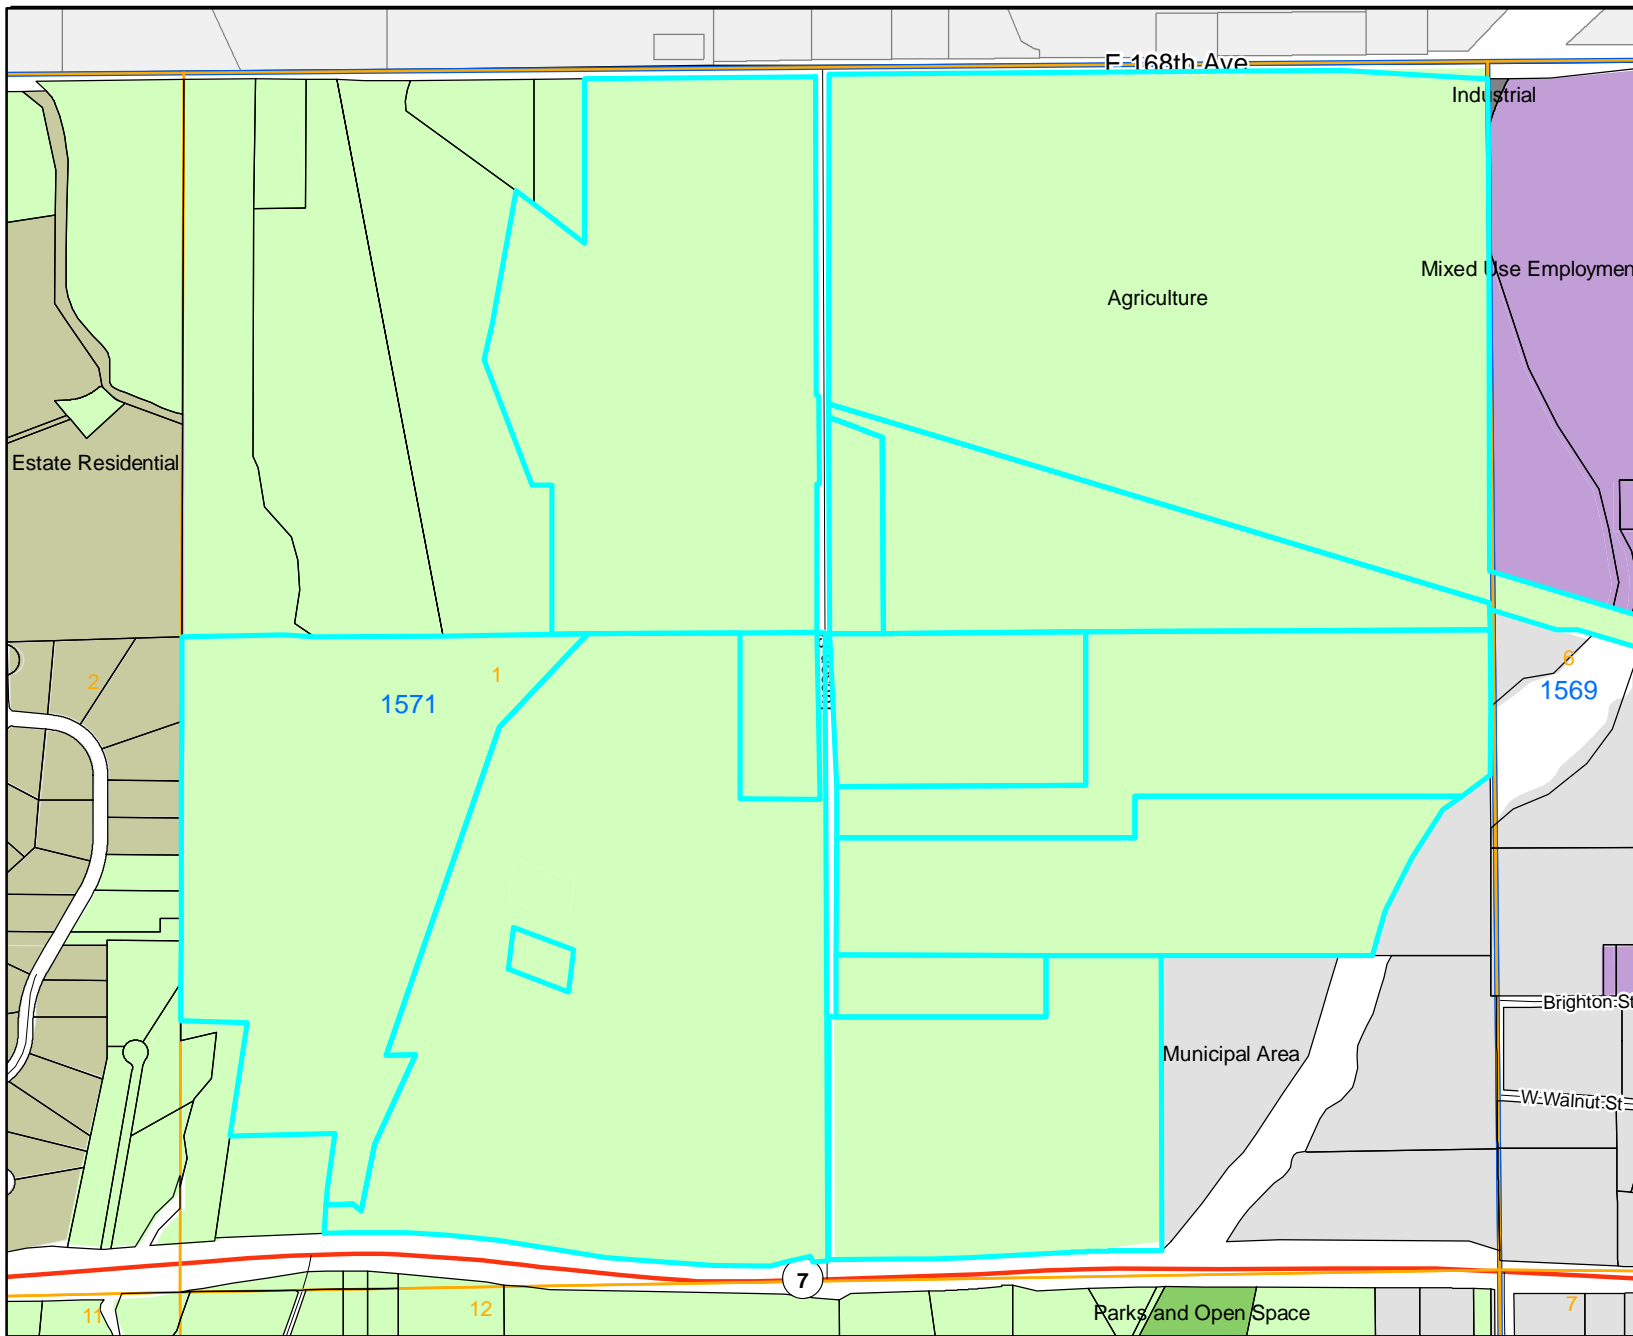 E 168th Ave
Industrial
Mixed Use Employmen
Agriculture
Estate Residential
1
2
1571
6
1569
Brighton St
Municipal Area
W Walnut St
7
11
12
Parks and Open Space
7